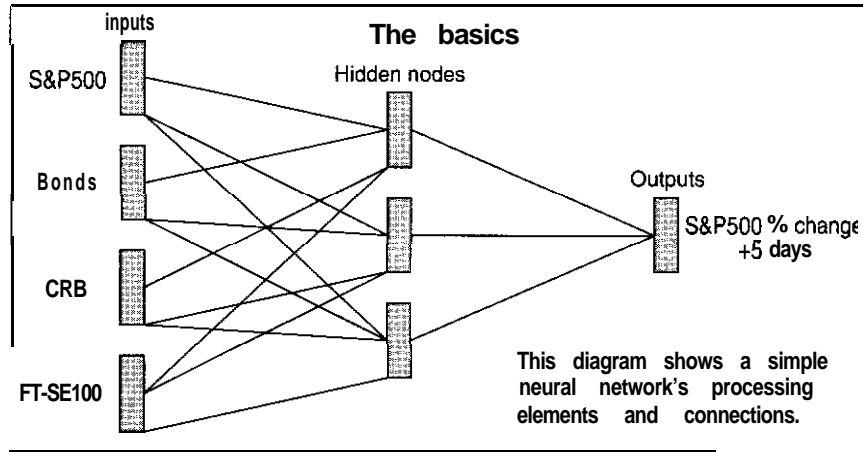 inputs
The basics
S&P500
Hidden nodes
Bonds
Outputs
S&P500 % change
+5 days
CRB
FT-SE100
This diagram shows a simple
neural network's processing
elements and connections.